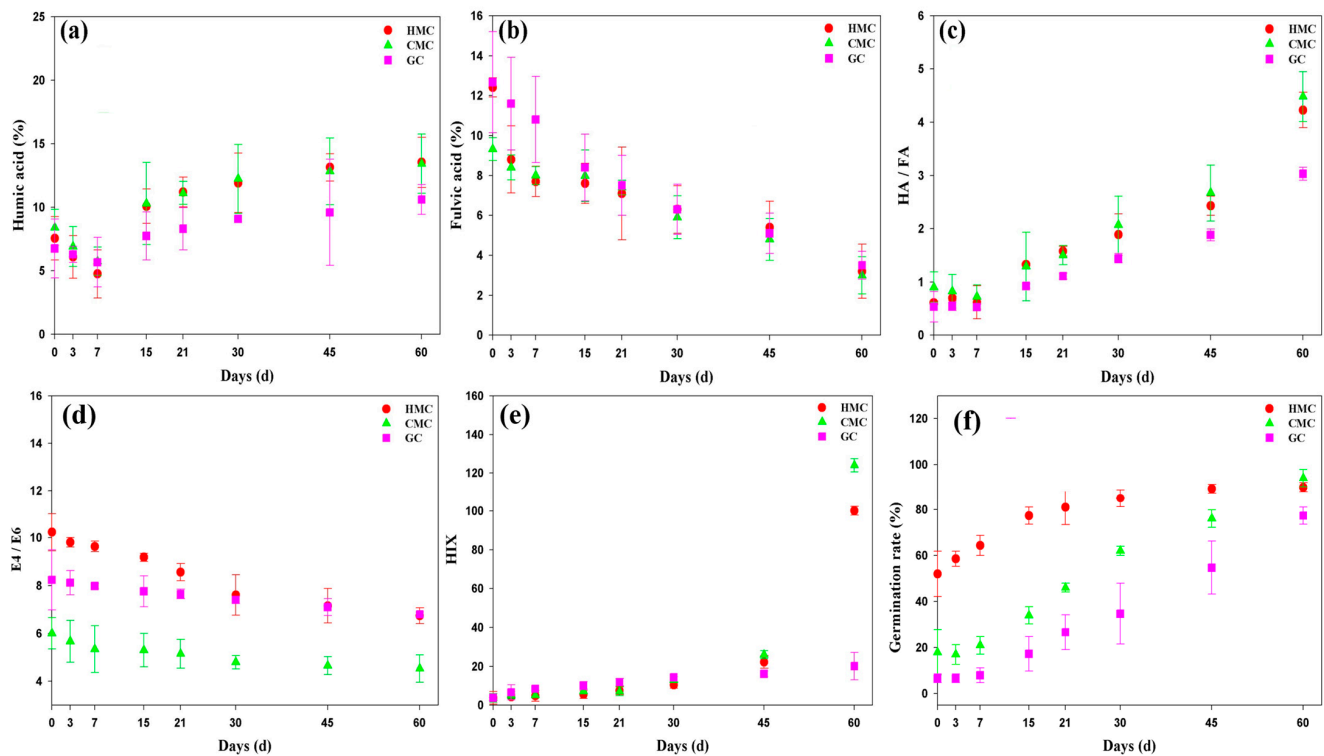 (a)
HMC
CMC
GC
Humic acid (%)
25
20
15
10
5
0
0 3 7 15 21 30 45 60
Days (d)
(b)
HMC
CMC
GC
Fulvic acid (%)
16
14
12
10
8
6
4
2
0
0 3 7 15 21 30 45 60
Days (d)
(c)
HMC
CMC
GC
HA / FA
6
5
4
3
2
1
0
0 3 7 15 21 30 45 60
Days (d)
(d)
HMC
CMC
GC
E4 / E6
16
14
12
10
8
6
4
0 3 7 15 21 30 45 60
Days (d)
(e)
HMC
CMC
GC
HIX
160
140
120
100
80
60
40
20
0
0 3 7 15 21 30 45 60
Days (d)
(f)
HMC
CMC
GC
Germination rate (%)
120
100
80
60
40
20
0
0 3 7 15 21 30 45 60
Days (d)